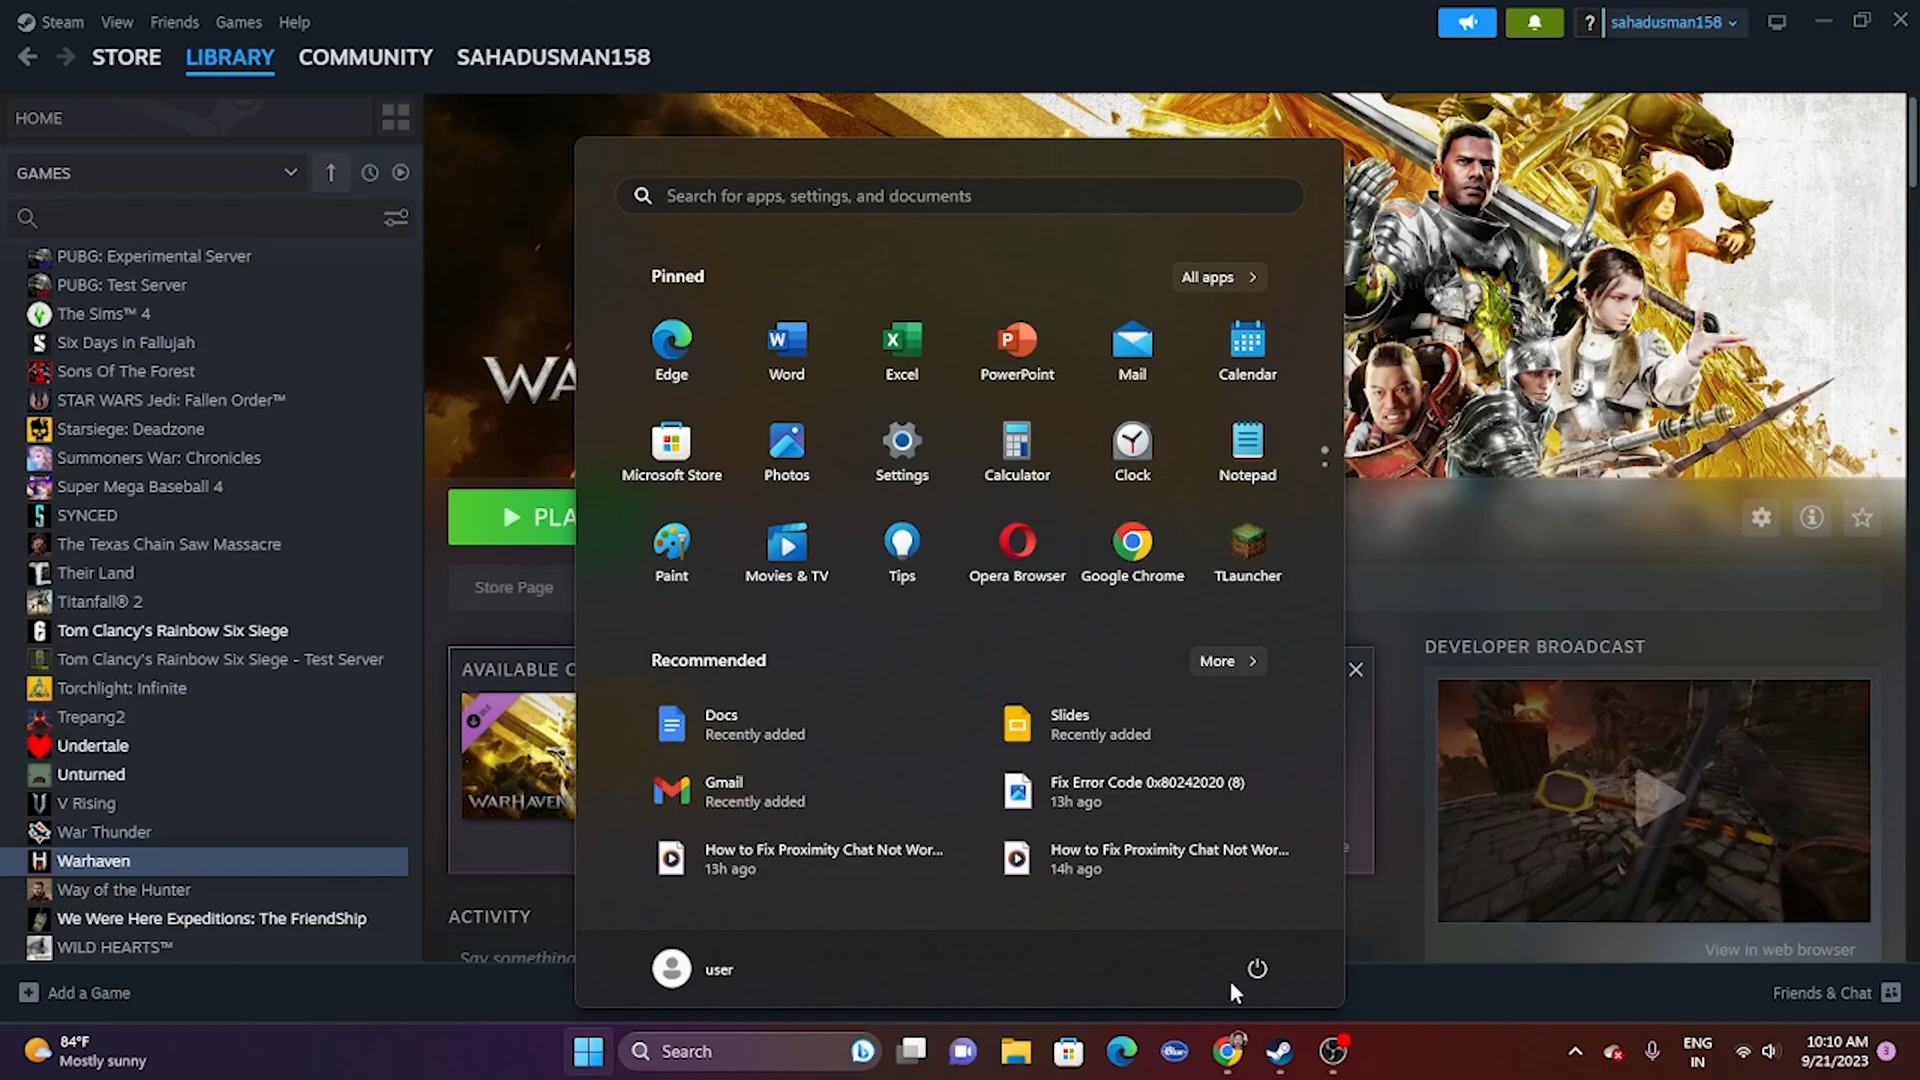 Steam View Friends Games Help
sahadusman158
STORE LIBRARY COMMUNITY SAHADUSMAN158
HOME
GAMES
PUBG: Experimental Server
PUBG: Test Server
The Sims™ 4
Six Days in Fallujah
Sons Of The Forest
STAR WARS Jedi: Fallen Order™
Starsiege: Deadzone
Summoners War: Chronicles
Super Mega Baseball 4
SYNCED
The Texas Chain Saw Massacre
Their Land
Titanfall® 2
Tom Clancy's Rainbow Six Siege
Tom Clancy's Rainbow Six Siege - Test Server
Torchlight: Infinite
Trepang2
Undertale
Unturned
V Rising
War Thunder
Warhaven
Way of the Hunter
We Were Here Expeditions: The FriendShip
WILD HEARTS™
Add a Game
WA
PLA
Store Page
AVAILABLE
WARHAVEN
ACTIVITY
Say something
Search for apps, settings, and documents
Pinned
All apps
Edge Word Excel PowerPoint Mail Calendar
Microsoft Store Photos Settings Calculator Clock Notepad
Paint Movies & TV Tips Opera Browser Google Chrome TLauncher
Recommended
More
Docs
Recently added
Slides
Recently added
Gmail
Recently added
Fix Error Code 0x80242020 (8)
13h ago
How to Fix Proximity Chat Not Wor...
13h ago
How to Fix Proximity Chat Not Wor...
14h ago
user
DEVELOPER BROADCAST
View in web browser
Friends & Chat
84°F
Mostly sunny
Search
ENG
IN
10:10 AM
9/21/2023
3